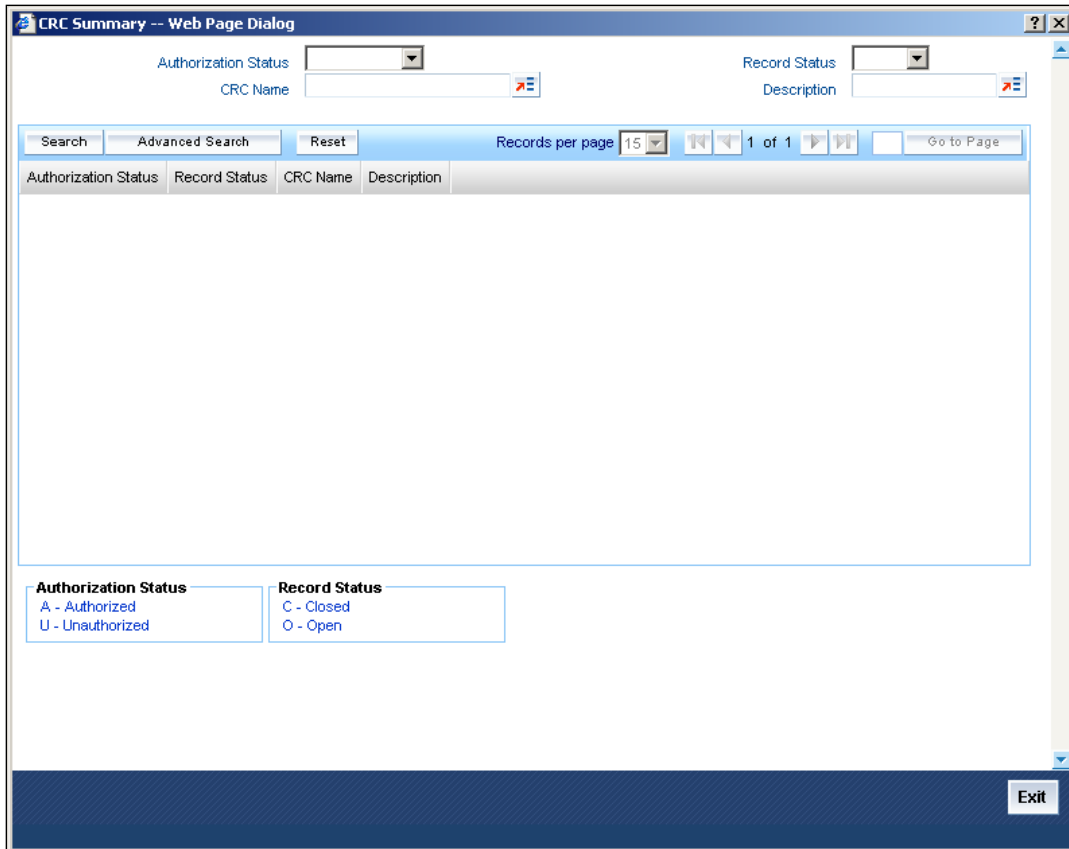 CRC Summary -- Web Page Dialog
Authorization Status Record Status
CRC Name Description
Search Advanced Search Reset Records per page 15 1 of 1 Go to Page
Authorization Status Record Status CRC Name Description
Authorization Status Record Status
A - Authorized C - Closed
U - Unauthorized O - Open
Exit